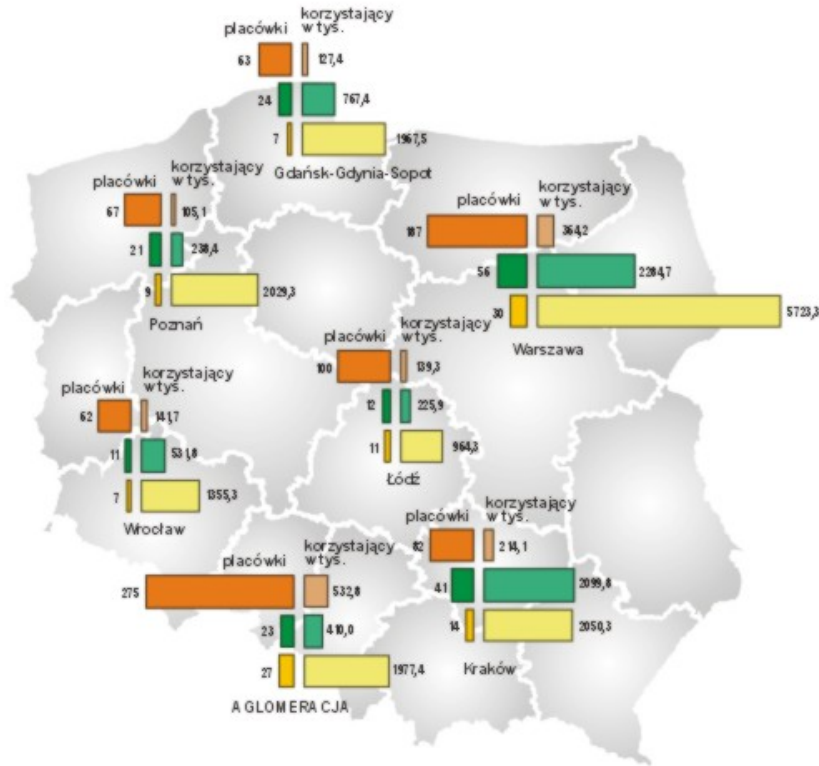 placówki
korzystający
w tys.
63
127,4
24
767,4
7
1967,5
Gdańsk-Gdynia-Sopot
placówki
korzystający
w tys.
67
105,1
21
238,4
9
2029,3
Poznań
placówki
korzystający
w tys.
187
364,2
56
2284,7
30
5723,3
Warszawa
placówki
korzystający
w tys.
100
139,3
12
225,9
11
964,3
Łódź
placówki
korzystający
w tys.
62
141,7
11
531,8
7
1355,3
Wrocław
placówki
korzystający
w tys.
82
214,1
41
2099,8
14
2050,3
Kraków
placówki
korzystający
w tys.
275
532,8
23
410,0
27
1977,4
AGLOMERACJA